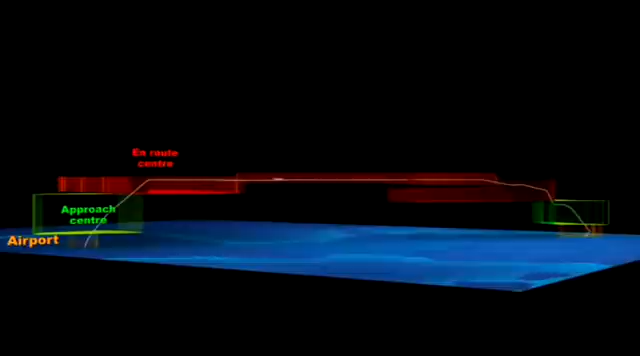 En route
centre
Approach
centre
Airport